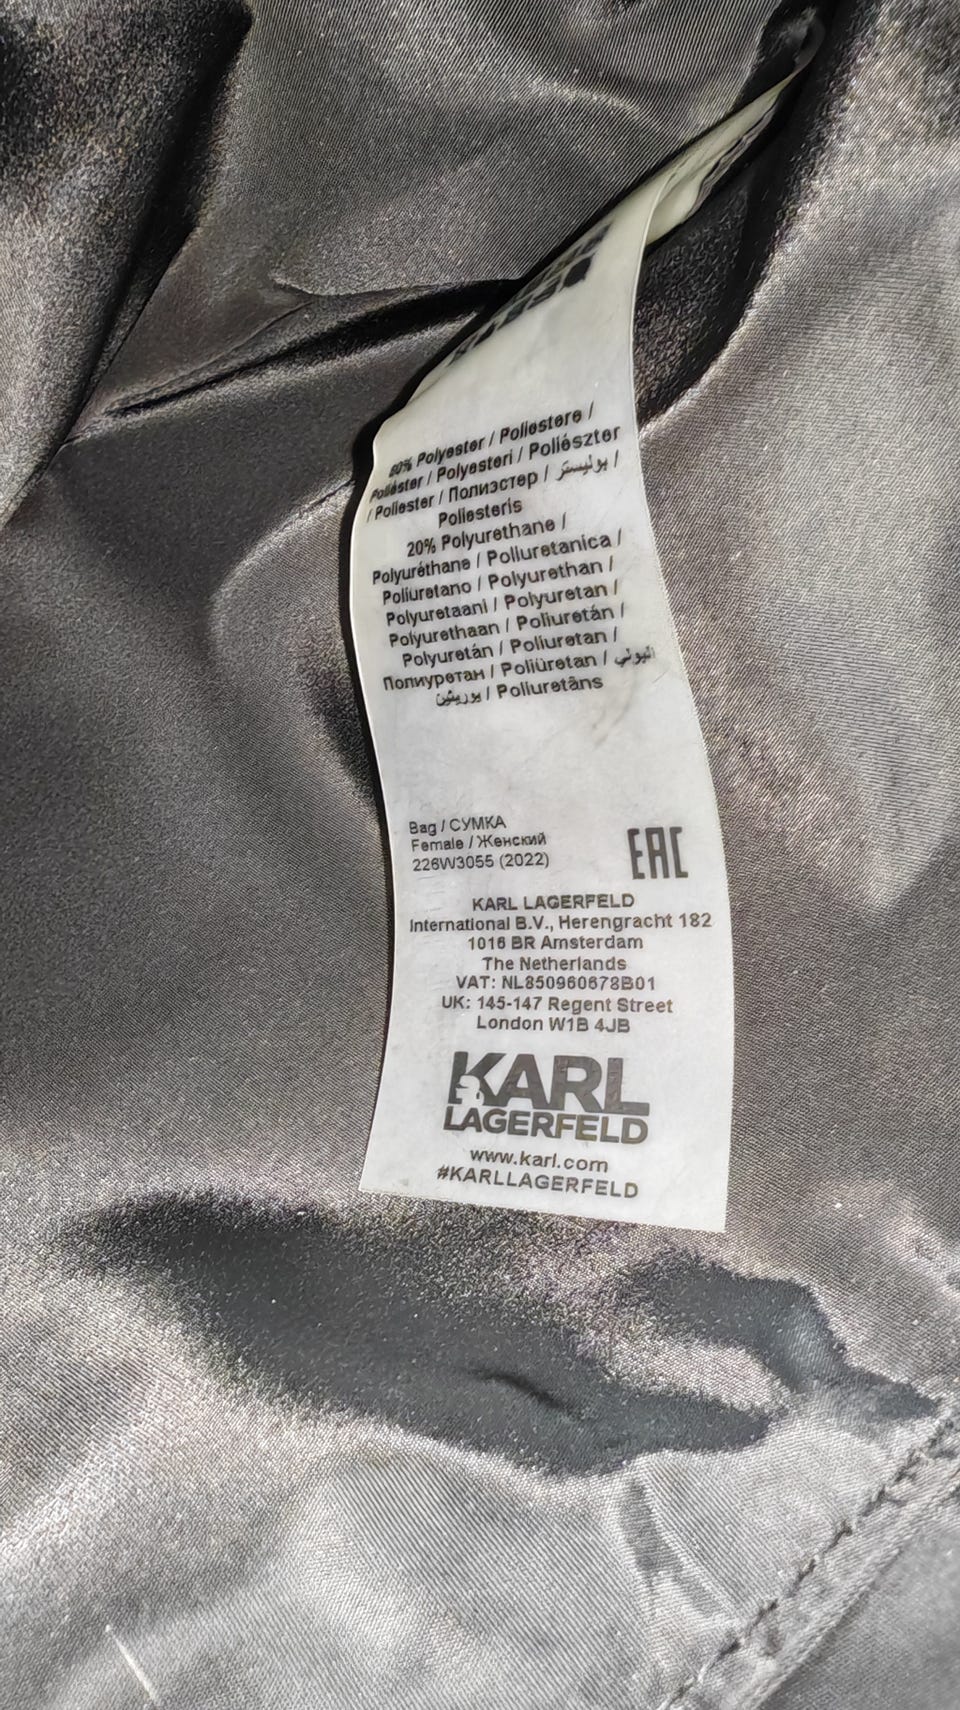 80% Polyester / Poliestere /
Poliéster / Polyesteri / Poliészter
/ Poliester / Полиэстер / بوليستر /
Poliesteris
20% Polyurethane /
Polyuréthane / Poliuretanica /
Poliuretano / Polyurethan /
Polyuretaani / Polyuretan /
Polyurethaan / Poliuretán /
Polyuretán / Poliuretan /
Полиуретан / Poliüretan / البولي
يوريثين / Poliuretāns
Bag / СУМКА
Female / Женский
226W3055 (2022)
EAC
KARL LAGERFELD
International B.V., Herengracht 182
1016 BR Amsterdam
The Netherlands
VAT: NL850960678B01
UK: 145-147 Regent Street
London W1B 4JB
KARL
LAGERFELD
www.karl.com
#KARLLAGERFELD